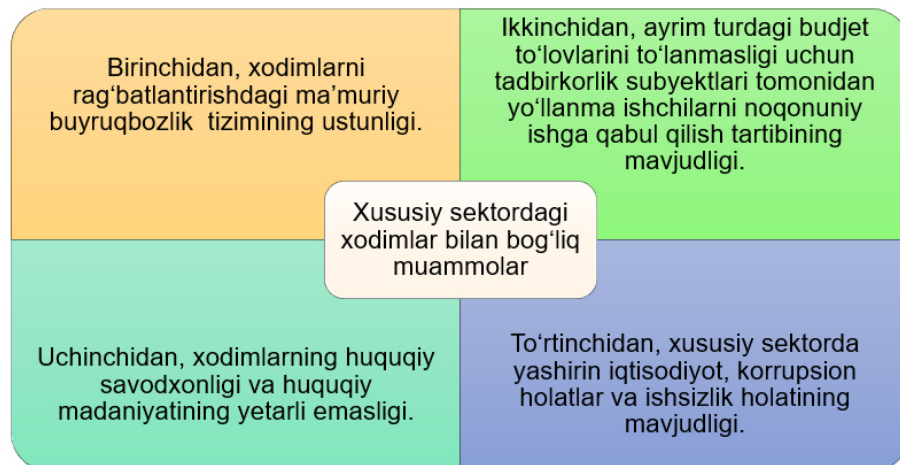 Birinchidan, xodimlarni
rag‘batlantirishdagi ma’muriy
buyruqbozlik tizimining ustunligi.
Ikkinchidan, ayrim turdagi budjet
to‘lovlarini to‘lanmasligi uchun
tadbirkorlik subyektlari tomonidan
yo‘llanma ishchilarni noqonuniy
ishga qabul qilish tartibining
mavjudligi.
Xususiy sektordagi
xodimlar bilan bog‘liq
muammolar
Uchinchidan, xodimlarning huquqiy
savodxonligi va huquqiy
madaniyatining yetarli emasligi.
To‘rtinchidan, xususiy sektorda
yashirin iqtisodiyot, korrupsion
holatlar va ishsizlik holatining
mavjudligi.